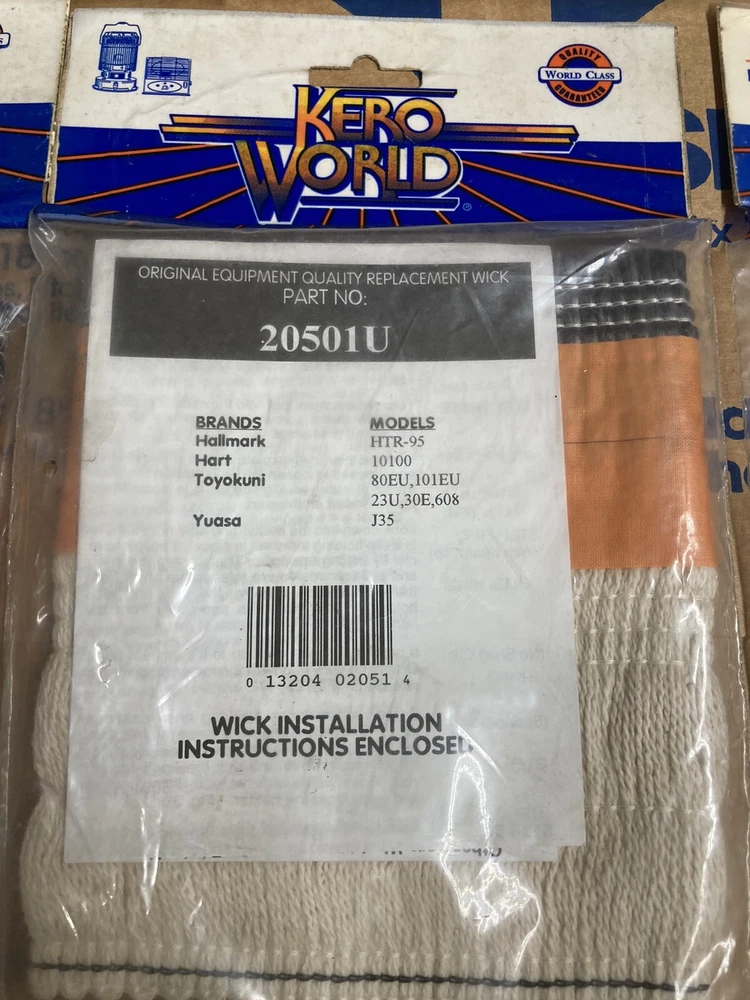 QUALITY
WORLD CLASS
GUARANTEED
KERO
WORLD
®
ORIGINAL EQUIPMENT QUALITY REPLACEMENT WICK
PART NO:
20501U
BRANDS MODELS
Hallmark HTR-95
Hart 10100
Toyokuni 80EU,101EU
23U,30E,608
Yuasa J35
0 13204 02051 4
WICK INSTALLATION
INSTRUCTIONS ENCLOSED